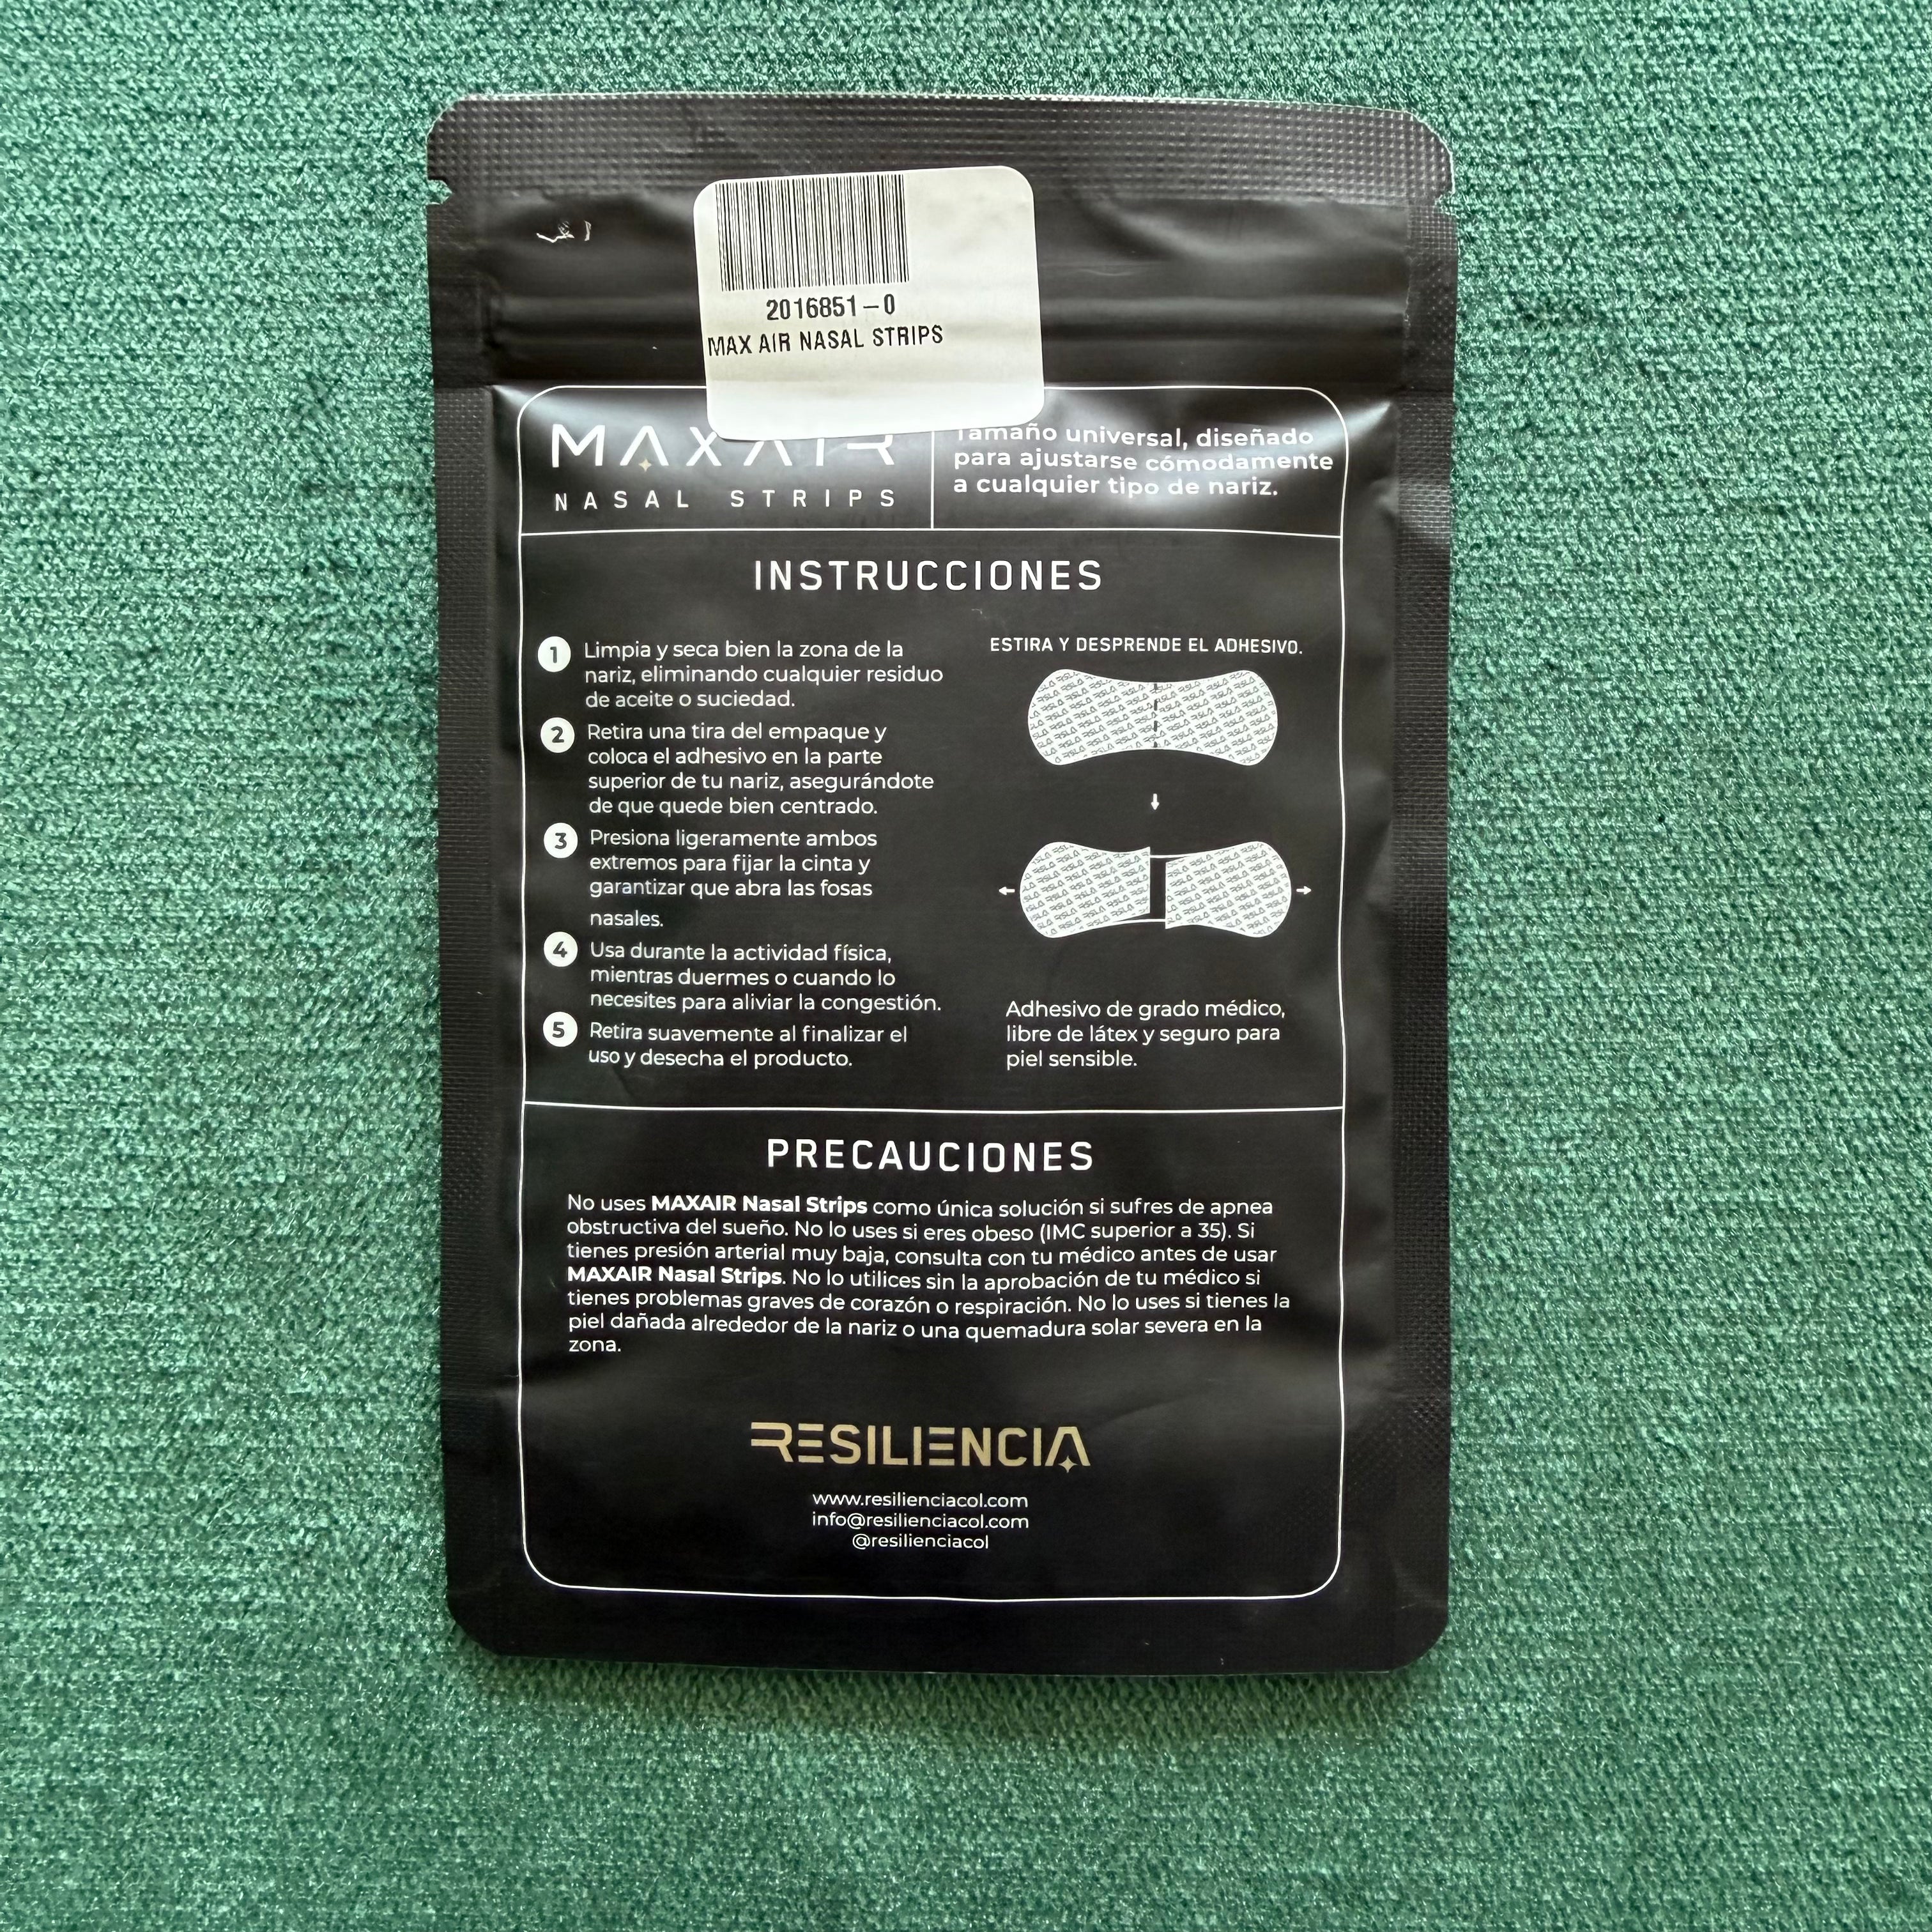 2016851-0
MAX AIR NASAL STRIPS
MAXAIR
NASAL STRIPS
Tamaño universal, diseñado
para ajustarse cómodamente
a cualquier tipo de nariz.
INSTRUCCIONES
1 Limpia y seca bien la zona de la
nariz, eliminando cualquier residuo
de aceite o suciedad.
2 Retira una tira del empaque y
coloca el adhesivo en la parte
superior de tu nariz, asegurándote
de que quede bien centrado.
3 Presiona ligeramente ambos
extremos para fijar la cinta y
garantizar que abra las fosas
nasales.
4 Usa durante la actividad física,
mientras duermes o cuando lo
necesites para aliviar la congestión.
5 Retira suavemente al finalizar el
uso y desecha el producto.
ESTIRA Y DESPRENDE EL ADHESIVO.
Adhesivo de grado médico,
libre de látex y seguro para
piel sensible.
PRECAUCIONES
No uses MAXAIR Nasal Strips como única solución si sufres de apnea
obstructiva del sueño. No lo uses si eres obeso (IMC superior a 35). Si
tienes presión arterial muy baja, consulta con tu médico antes de usar
MAXAIR Nasal Strips. No lo utilices sin la aprobación de tu médico si
tienes problemas graves de corazón o respiración. No lo uses si tienes la
piel dañada alrededor de la nariz o una quemadura solar severa en la
zona.
RESILIENCIA
www.resilienciacol.com
info@resilienciacol.com
@resilienciacol